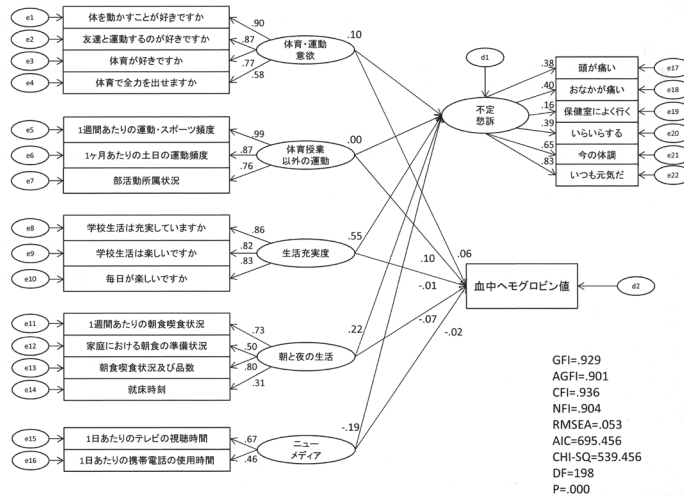 e1
体を動かすことが好きですか
e2
友達と運動するのが好きですか
e3
体育が好きですか
e4
体育で全力を出せますか
.90
.87
.77
.58
体育・運動
意欲
.10
e5
1週間あたりの運動・スポーツ頻度
e6
1ヶ月あたりの土日の運動頻度
e7
部活動所属状況
.99
.87
.76
体育授業
以外の運動
.00
e8
学校生活は充実していますか
e9
学校生活は楽しいですか
e10
毎日が楽しいですか
.86
.82
.83
生活充実度
.55
e11
1週間あたりの朝食喫食状況
e12
家庭における朝食の準備状況
e13
朝食喫食状況及び品数
e14
就床時刻
.73
.50
.80
.31
朝と夜の生活
.22
e15
1日あたりのテレビの視聴時間
e16
1日あたりの携帯電話の使用時間
.67
.46
ニュー
メディア
-.19
d1
不定
愁訴
.38
.40
.16
.39
.65
.83
頭が痛い
e17
おなかが痛い
e18
保健室によく行く
e19
いらいらする
e20
今の体調
e21
いつも元気だ
e22
.06
.10
-.01
-.07
-.02
血中ヘモグロビン値
d2
GFI=.929
AGFI=.901
CFI=.936
NFI=.904
RMSEA=.053
AIC=695.456
CHI-SQ=539.456
DF=198
P=.000